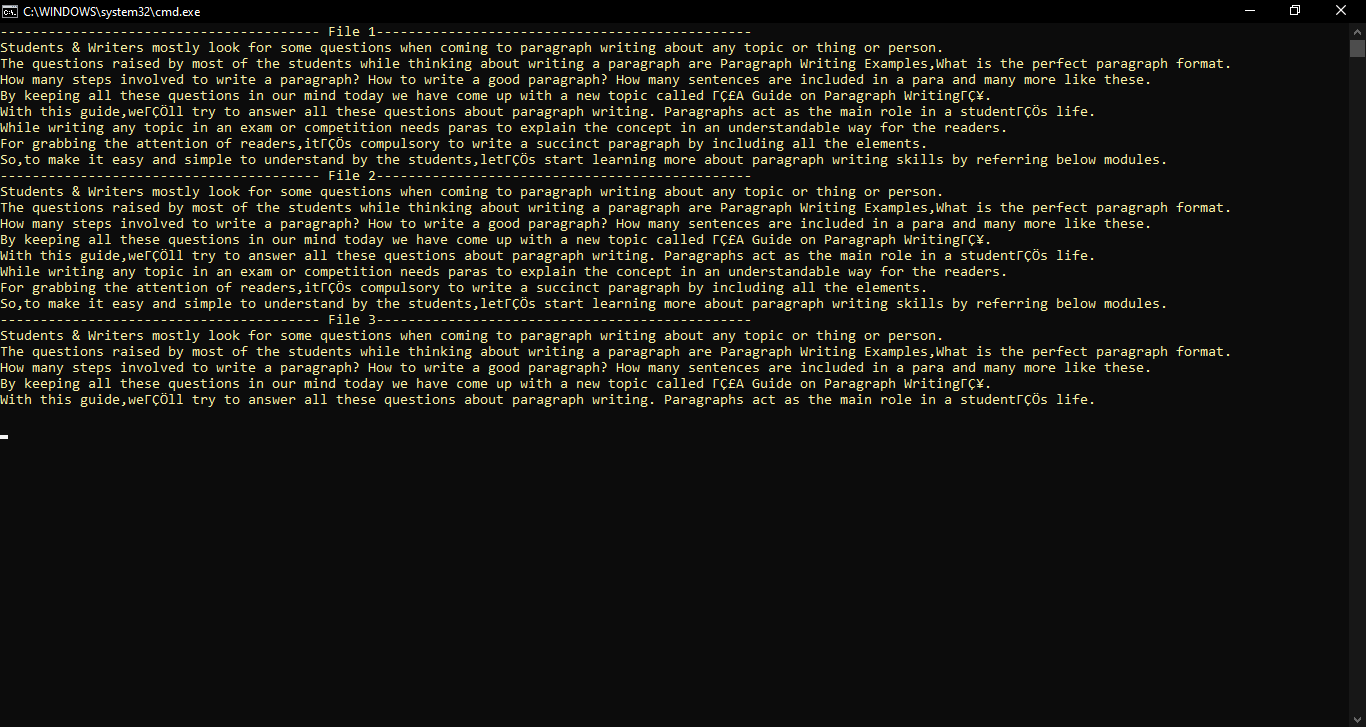 C:\WINDOWS\system32\cmd.exe
---------------------------------------- File 1-----------------------------------------------
Students & Writers mostly look for some questions when coming to paragraph writing about any topic or thing or person.
The questions raised by most of the students while thinking about writing a paragraph are Paragraph Writing Examples,What is the perfect paragraph format.
How many steps involved to write a paragraph? How to write a good paragraph? How many sentences are included in a para and many more like these.
By keeping all these questions in our mind today we have come up with a new topic called ΓÇ£A Guide on Paragraph WritingΓÇ¥.
With this guide,weΓÇÖll try to answer all these questions about paragraph writing. Paragraphs act as the main role in a studentΓÇÖs life.
While writing any topic in an exam or competition needs paras to explain the concept in an understandable way for the readers.
For grabbing the attention of readers,itΓÇÖs compulsory to write a succinct paragraph by including all the elements.
So,to make it easy and simple to understand by the students,letΓÇÖs start learning more about paragraph writing skills by referring below modules.
---------------------------------------- File 2-----------------------------------------------
Students & Writers mostly look for some questions when coming to paragraph writing about any topic or thing or person.
The questions raised by most of the students while thinking about writing a paragraph are Paragraph Writing Examples,What is the perfect paragraph format.
How many steps involved to write a paragraph? How to write a good paragraph? How many sentences are included in a para and many more like these.
By keeping all these questions in our mind today we have come up with a new topic called ΓÇ£A Guide on Paragraph WritingΓÇ¥.
With this guide,weΓÇÖll try to answer all these questions about paragraph writing. Paragraphs act as the main role in a studentΓÇÖs life.
While writing any topic in an exam or competition needs paras to explain the concept in an understandable way for the readers.
For grabbing the attention of readers,itΓÇÖs compulsory to write a succinct paragraph by including all the elements.
So,to make it easy and simple to understand by the students,letΓÇÖs start learning more about paragraph writing skills by referring below modules.
---------------------------------------- File 3-----------------------------------------------
Students & Writers mostly look for some questions when coming to paragraph writing about any topic or thing or person.
The questions raised by most of the students while thinking about writing a paragraph are Paragraph Writing Examples,What is the perfect paragraph format.
How many steps involved to write a paragraph? How to write a good paragraph? How many sentences are included in a para and many more like these.
By keeping all these questions in our mind today we have come up with a new topic called ΓÇ£A Guide on Paragraph WritingΓÇ¥.
With this guide,weΓÇÖll try to answer all these questions about paragraph writing. Paragraphs act as the main role in a studentΓÇÖs life.